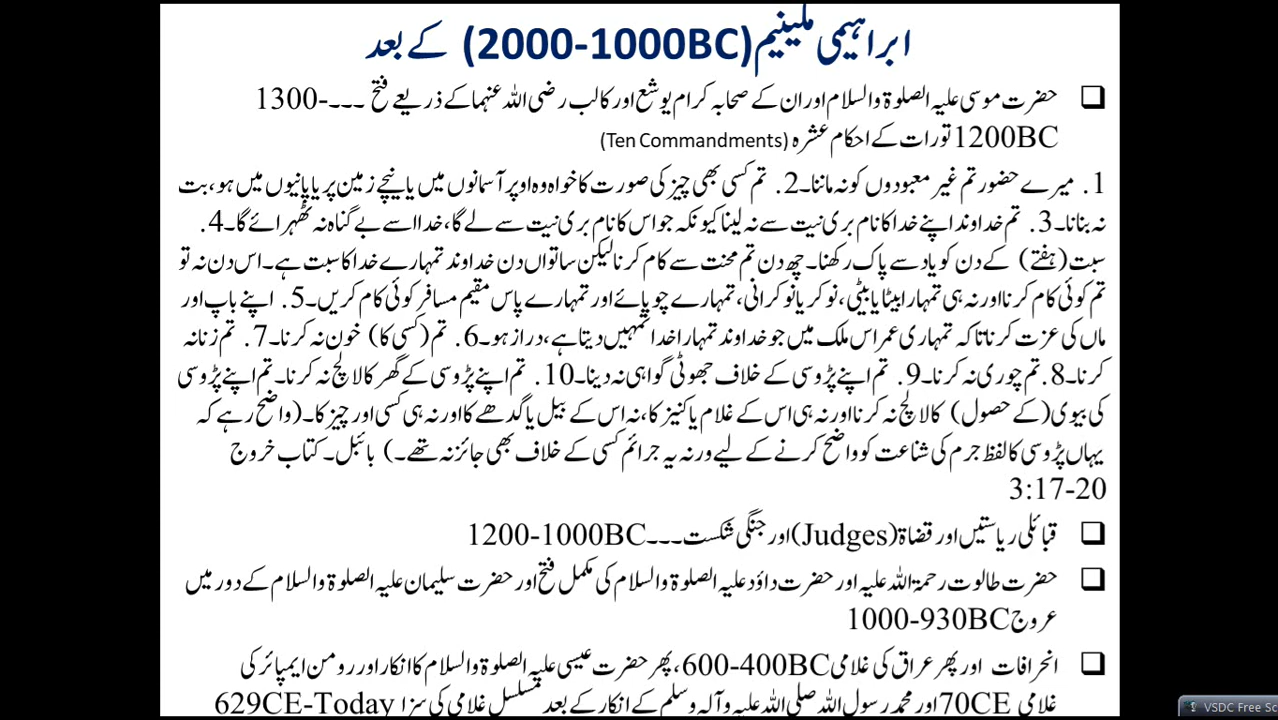 ابراہیمی ملینیم (2000-1000BC) کے بعد
❑ حضرت موسی علیہ الصلوۃ والسلام اور ان کے صحابہ کرام یوشع اور کالب رضی اللہ عنہما کے ذریعے فتح ۔۔۔ 1300-
1200BC تورات کے احکام عشرہ (Ten Commandments)
1. میرے حضور تم غیر معبودوں کو نہ ماننا۔ 2. تم کسی بھی چیز کی صورت کا خواہ وہ اوپر آسمانوں میں یا نیچے زمین پر یا پانیوں میں ہو، بت
نہ بنانا۔ 3. تم خداوند اپنے خدا کا نام بری نیت سے نہ لینا کیونکہ جو اس کا نام بری نیت سے لے گا، خدا اسے بے گناہ نہ ٹھہرائے گا۔ 4.
سبت (ہفتے) کے دن کو یاد سے پاک رکھنا۔ چھ دن تم محنت سے کام کرنا لیکن ساتواں دن خداوند تمہارے خدا کا سبت ہے۔ اس دن نہ تو
تم کوئی کام کرنا اور نہ ہی تمہارا بیٹا یا بیٹی، نوکر یا نوکرانی، تمہارے چوپائے اور تمہارے پاس مقیم مسافر کوئی کام کریں۔ 5. اپنے باپ اور
ماں کی عزت کرنا تاکہ تمہاری عمر اس ملک میں جو خداوند تمہارا خدا تمہیں دیتا ہے، دراز ہو۔ 6. تم (کسی کا) خون نہ کرنا۔ 7. تم زنا نہ
کرنا۔ 8. تم چوری نہ کرنا۔ 9. تم اپنے پڑوسی کے خلاف جھوٹی گواہی نہ دینا۔ 10. تم اپنے پڑوسی کے گھر کا لالچ نہ کرنا۔ تم اپنے پڑوسی
کی بیوی (کے حصول) کا لالچ نہ کرنا اور نہ ہی اس کے غلام یا کنیز کا، نہ اس کے بیل یا گدھے کا اور نہ ہی کسی اور چیز کا۔ (واضح رہے کہ
یہاں پڑوسی کا لفظ جرم کی شناعت کو واضح کرنے کے لیے ورنہ یہ جرائم کسی کے خلاف بھی جائز نہ تھے۔) بائبل۔ کتاب خروج
3:17-20
❑ قبائلی ریاستیں اور قضاۃ (Judges) اور جنگی شکست۔۔۔ 1200-1000BC
❑ حضرت طالوت رحمۃ اللہ علیہ اور حضرت داؤد علیہ الصلوۃ والسلام کی مکمل فتح اور حضرت سلیمان علیہ الصلوۃ والسلام کے دور میں
عروج 1000-930BC
❑ انحرافات اور پھر عراق کی غلامی 600-400BC، پھر حضرت عیسی علیہ الصلوۃ والسلام کا انکار اور رومن ایمپائر کی
غلامی 70CE اور محمد رسول اللہ صلی اللہ علیہ وآلہ وسلم کے انکار کے بعد مسلسل غلامی کی سزا 629CE-Today
VSDC Free Sc